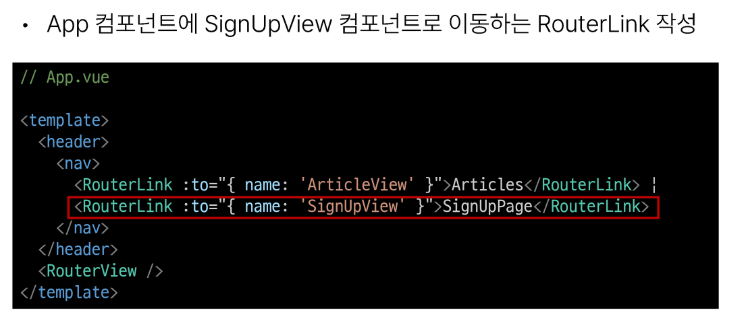 • App 컴포넌트에 SignUpView 컴포넌트로 이동하는 RouterLink 작성
// App.vue
<template>
<header>
<nav>
<RouterLink :to="{ name: 'ArticleView' }">Articles</RouterLink> |
<RouterLink :to="{ name: 'SignUpView' }">SignUpPage</RouterLink>
</nav>
</header>
<RouterView />
</template>